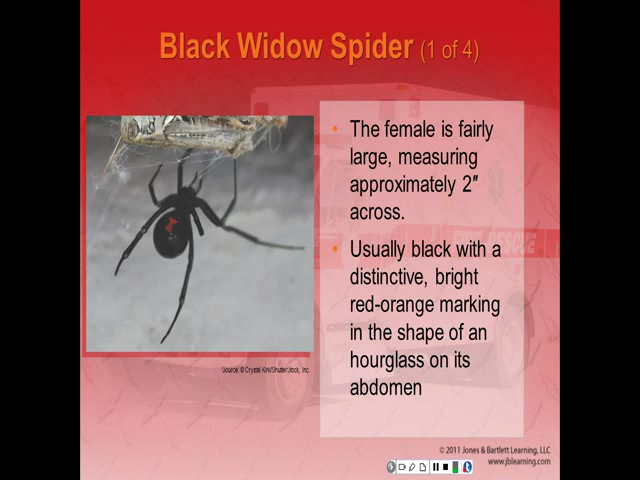 Black Widow Spider (1 of 4)
• The female is fairly
large, measuring
approximately 2″
across.
• Usually black with a
distinctive, bright
red-orange marking
in the shape of an
hourglass on its
abdomen
Source: © Crystal Kirk/ShutterStock, Inc.
FIRE RESCUE
© 2011 Jones & Bartlett Learning, LLC
www.jblearning.com